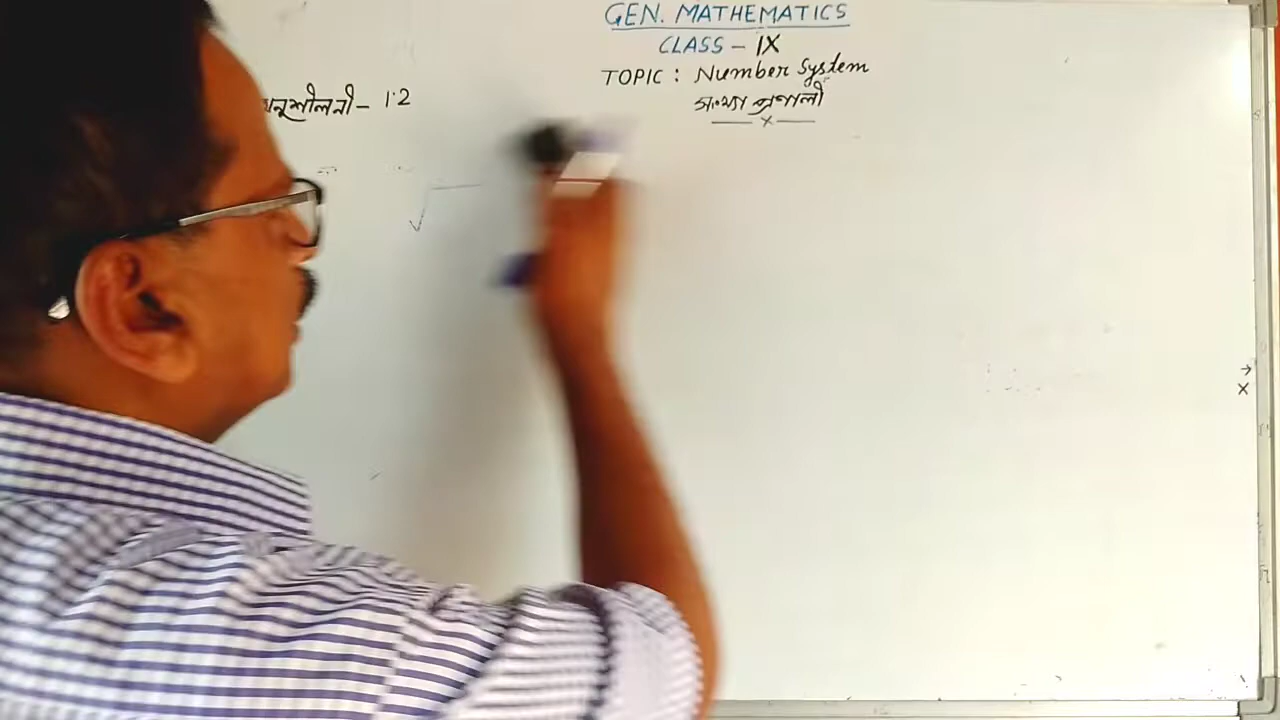 GEN. MATHEMATICS
CLASS – IX
TOPIC : Number System
সংখ্যা প্রণালী
— x —
অনুশীলনী – 1.2
√
→
x